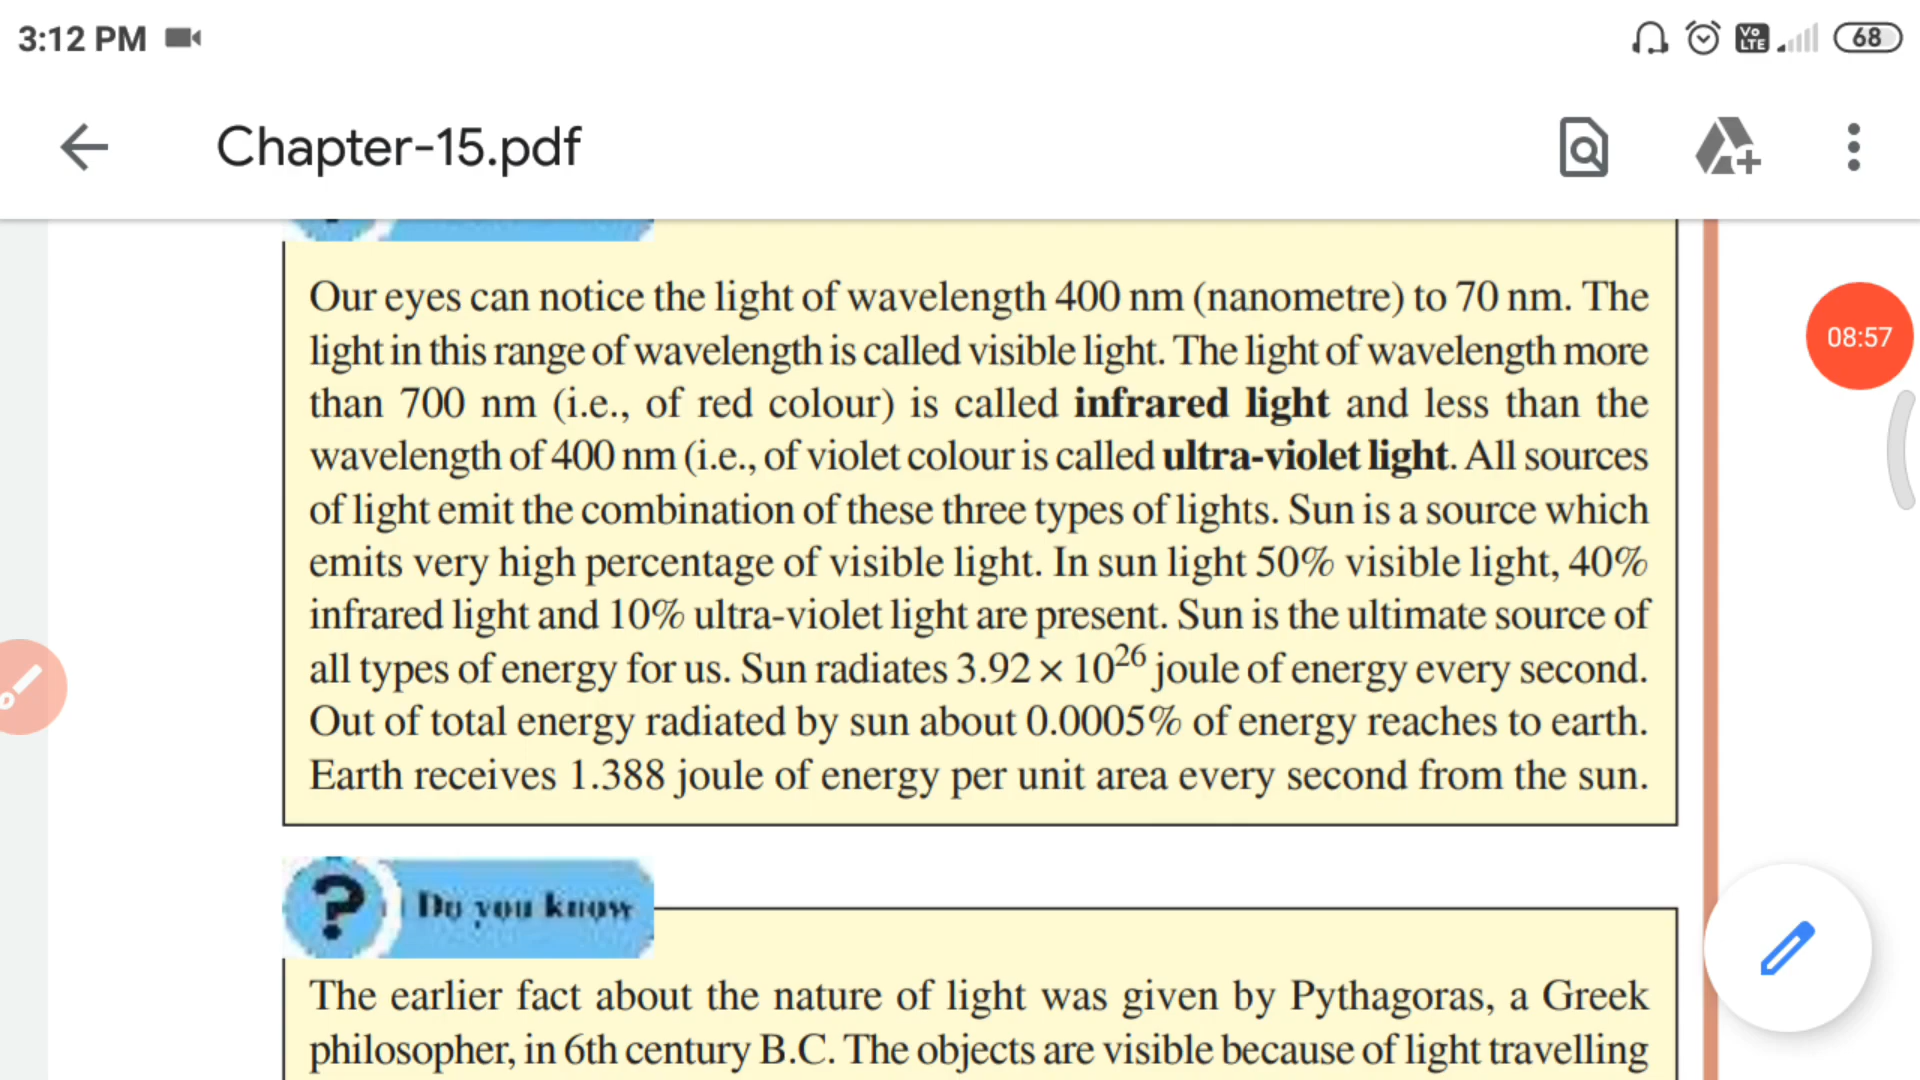 3:12 PM
Vo LTE
68
Chapter-15.pdf
Our eyes can notice the light of wavelength 400 nm (nanometre) to 70 nm. The
light in this range of wavelength is called visible light. The light of wavelength more
than 700 nm (i.e., of red colour) is called infrared light and less than the
wavelength of 400 nm (i.e., of violet colour is called ultra-violet light. All sources
of light emit the combination of these three types of lights. Sun is a source which
emits very high percentage of visible light. In sun light 50% visible light, 40%
infrared light and 10% ultra-violet light are present. Sun is the ultimate source of
all types of energy for us. Sun radiates 3.92 × 10²⁶ joule of energy every second.
Out of total energy radiated by sun about 0.0005% of energy reaches to earth.
Earth receives 1.388 joule of energy per unit area every second from the sun.
08:57
? Do you know
The earlier fact about the nature of light was given by Pythagoras, a Greek
philosopher, in 6th century B.C. The objects are visible because of light travelling